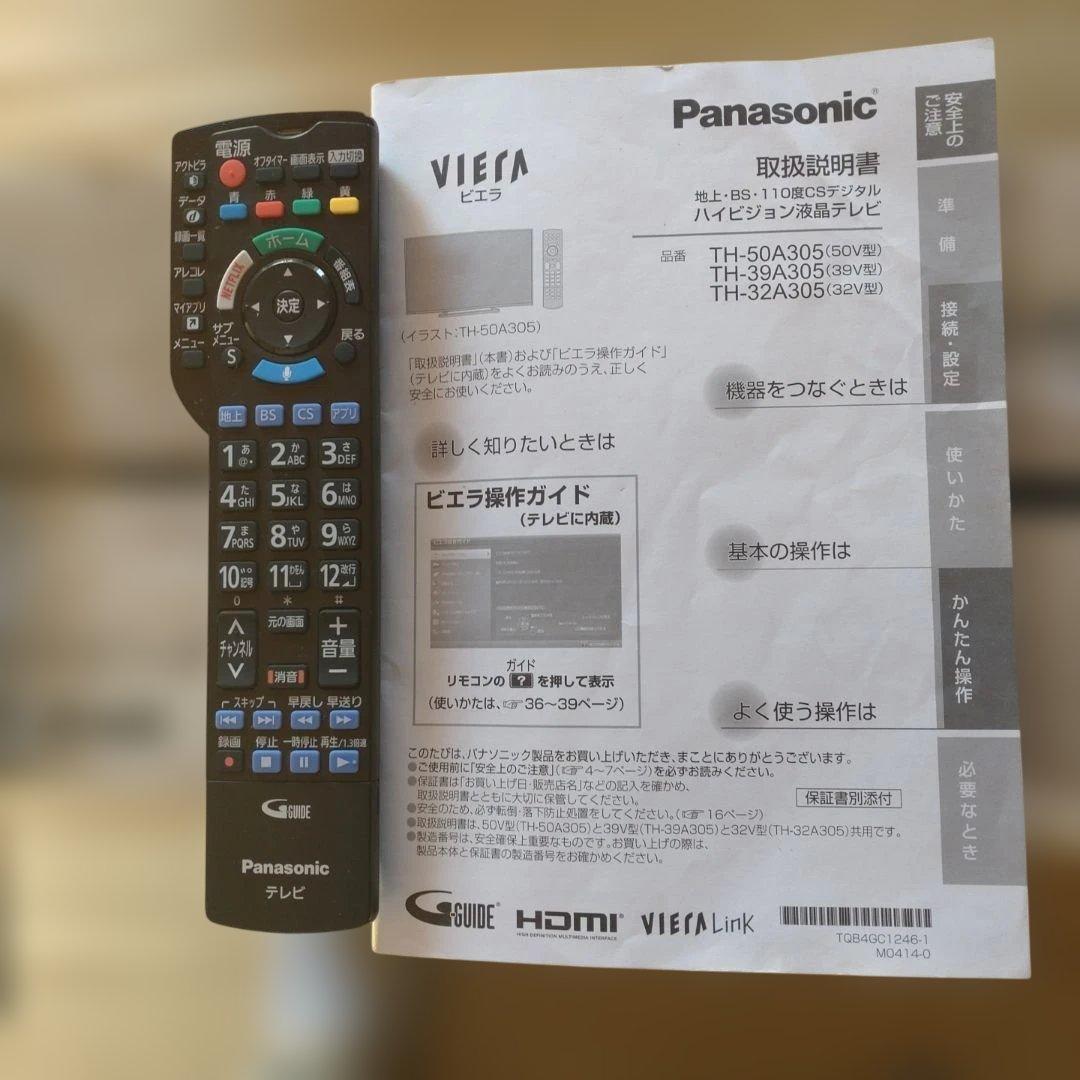 電源
アクトビラ
オフタイマー 画面表示 入力切換
データ
d
青 赤 緑 黄
録画一覧
ホーム
アレコレ
NETFLIX
番組表
決定
マイアプリ
サブメニュー
S
戻る
メニュー
地上 BS CS アプリ
1 あ @• 2 か ABC 3 さ DEF
4 た GHI 5 な JKL 6 は MNO
7 ま PQRS 8 や TUV 9 ら WXYZ
10 記号 11 わをん 12 改行
0 * #
チャンネル
元の画面
+
音量
−
消音
スキップ 早戻し 早送り
録画 停止 一時停止 再生/1.3倍速
G-GUIDE
Panasonic
テレビ
Panasonic®
VIERA
ビエラ
取扱説明書
地上・BS・110度CSデジタル
ハイビジョン液晶テレビ
品番 TH-50A305(50V型)
TH-39A305(39V型)
TH-32A305(32V型)
(イラスト:TH-50A305)
「取扱説明書」(本書)および「ビエラ操作ガイド」
(テレビに内蔵)をよくお読みのうえ、正しく
安全にお使いください。
機器をつなぐときは
詳しく知りたいときは
ビエラ操作ガイド
(テレビに内蔵)
基本の操作は
ガイド
リモコンの ? を押して表示
(使いかたは、☞36〜39ページ)
よく使う操作は
このたびは、パナソニック製品をお買い上げいただき、まことにありがとうございます。
●ご使用前に「安全上のご注意」(☞4〜7ページ)を必ずお読みください。
●保証書は「お買い上げ日・販売店名」などの記入を確かめ、
取扱説明書とともに大切に保管してください。
保証書別添付
●安全のため、必ず転倒・落下防止処置をしてください。(☞16ページ)
●取扱説明書は、50V型(TH-50A305)と39V型(TH-39A305)と32V型(TH-32A305)共用です。
●製造番号は、安全確保上重要なものです。お買い上げの際は、
製品本体と保証書の製造番号をお確かめください。
G-GUIDE®
HDMI®
HIGH-DEFINITION MULTIMEDIA INTERFACE
VIERA Link
TQB4GC1246-1
M0414-0
安全上の
ご注意
準備
接続・設定
使いかた
かんたん操作
必要なとき